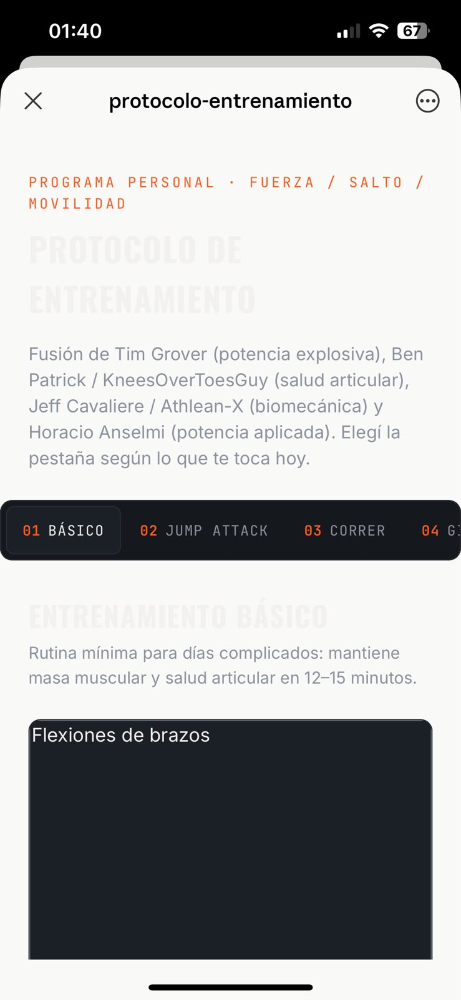 01:40
67
protocolo-entrenamiento
PROGRAMA PERSONAL · FUERZA / SALTO /
MOVILIDAD
PROTOCOLO DE
ENTRENAMIENTO
Fusión de Tim Grover (potencia explosiva), Ben
Patrick / KneesOverToesGuy (salud articular),
Jeff Cavaliere / Athlean-X (biomecánica) y
Horacio Anselmi (potencia aplicada). Elegí la
pestaña según lo que te toca hoy.
01 BÁSICO 02 JUMP ATTACK 03 CORRER 04
ENTRENAMIENTO BÁSICO
Rutina mínima para días complicados: mantiene
masa muscular y salud articular en 12–15 minutos.
Flexiones de brazos